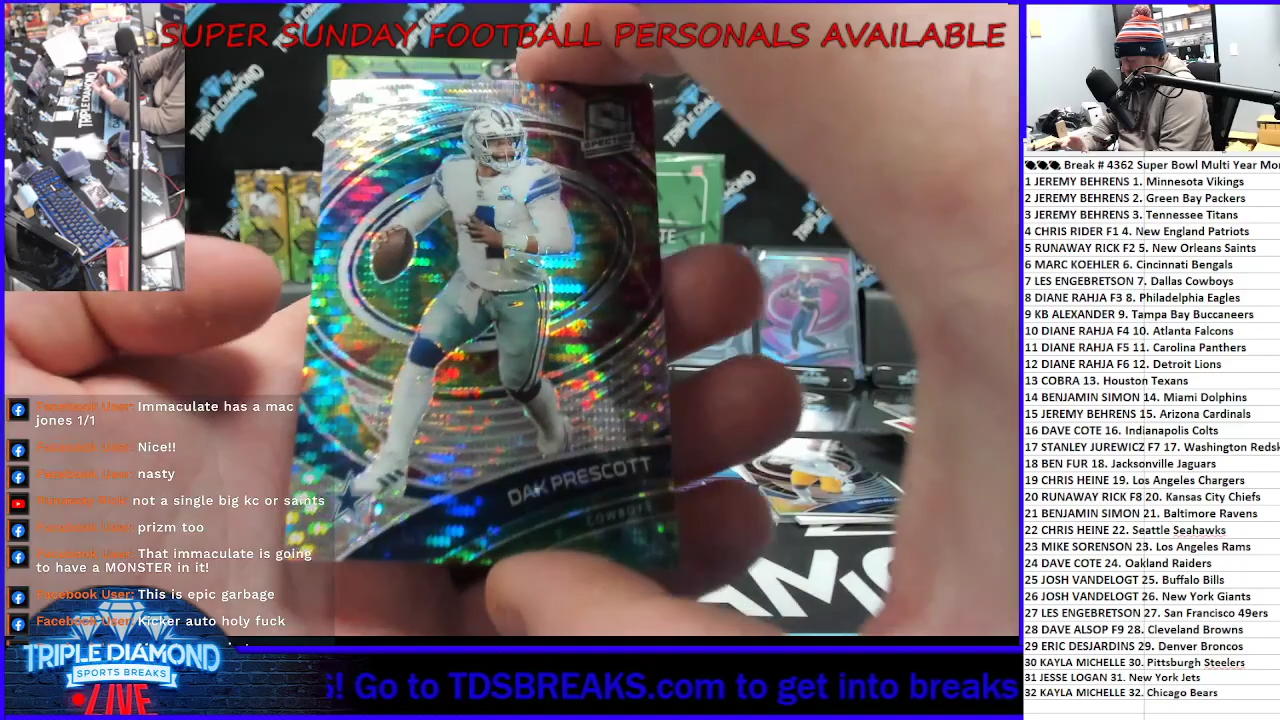 SUPER SUNDAY FOOTBALL PERSONALS AVAILABLE
SPECTRA
DAK PRESCOTT
COWBOYS
TRIPLE DIAMOND
Immaculate has a mac
jones 1/1
Nice!!
nasty
not a single big kc or saints
prizm too
That immaculate is going
to have a MONSTER in it!
Facebook User: This is epic garbage
Facebook User: Kicker auto holy fuck
TRIPLE DIAMOND
SPORTS BREAKS
LIVE
S! Go to TDSBREAKS.com to get into breaks
Break # 4362 Super Bowl Multi Year Mo
1 JEREMY BEHRENS 1. Minnesota Vikings
2 JEREMY BEHRENS 2. Green Bay Packers
3 JEREMY BEHRENS 3. Tennessee Titans
4 CHRIS RIDER F1 4. New England Patriots
5 RUNAWAY RICK F2 5. New Orleans Saints
6 MARC KOEHLER 6. Cincinnati Bengals
7 LES ENGEBRETSON 7. Dallas Cowboys
8 DIANE RAHJA F3 8. Philadelphia Eagles
9 KB ALEXANDER 9. Tampa Bay Buccaneers
10 DIANE RAHJA F4 10. Atlanta Falcons
11 DIANE RAHJA F5 11. Carolina Panthers
12 DIANE RAHJA F6 12. Detroit Lions
13 COBRA 13. Houston Texans
14 BENJAMIN SIMON 14. Miami Dolphins
15 JEREMY BEHRENS 15. Arizona Cardinals
16 DAVE COTE 16. Indianapolis Colts
17 STANLEY JUREWICZ F7 17. Washington Redsk
18 BEN FUR 18. Jacksonville Jaguars
19 CHRIS HEINE 19. Los Angeles Chargers
20 RUNAWAY RICK F8 20. Kansas City Chiefs
21 BENJAMIN SIMON 21. Baltimore Ravens
22 CHRIS HEINE 22. Seattle Seahawks
23 MIKE SORENSON 23. Los Angeles Rams
24 DAVE COTE 24. Oakland Raiders
25 JOSH VANDELOGT 25. Buffalo Bills
26 JOSH VANDELOGT 26. New York Giants
27 LES ENGEBRETSON 27. San Francisco 49ers
28 DAVE ALSOP F9 28. Cleveland Browns
29. Denver Broncos
30 KAYLA MICHELLE 30. Pittsburgh Steelers
31 JESSE LOGAN 31. New York Jets
32 KAYLA MICHELLE 32. Chicago Bears